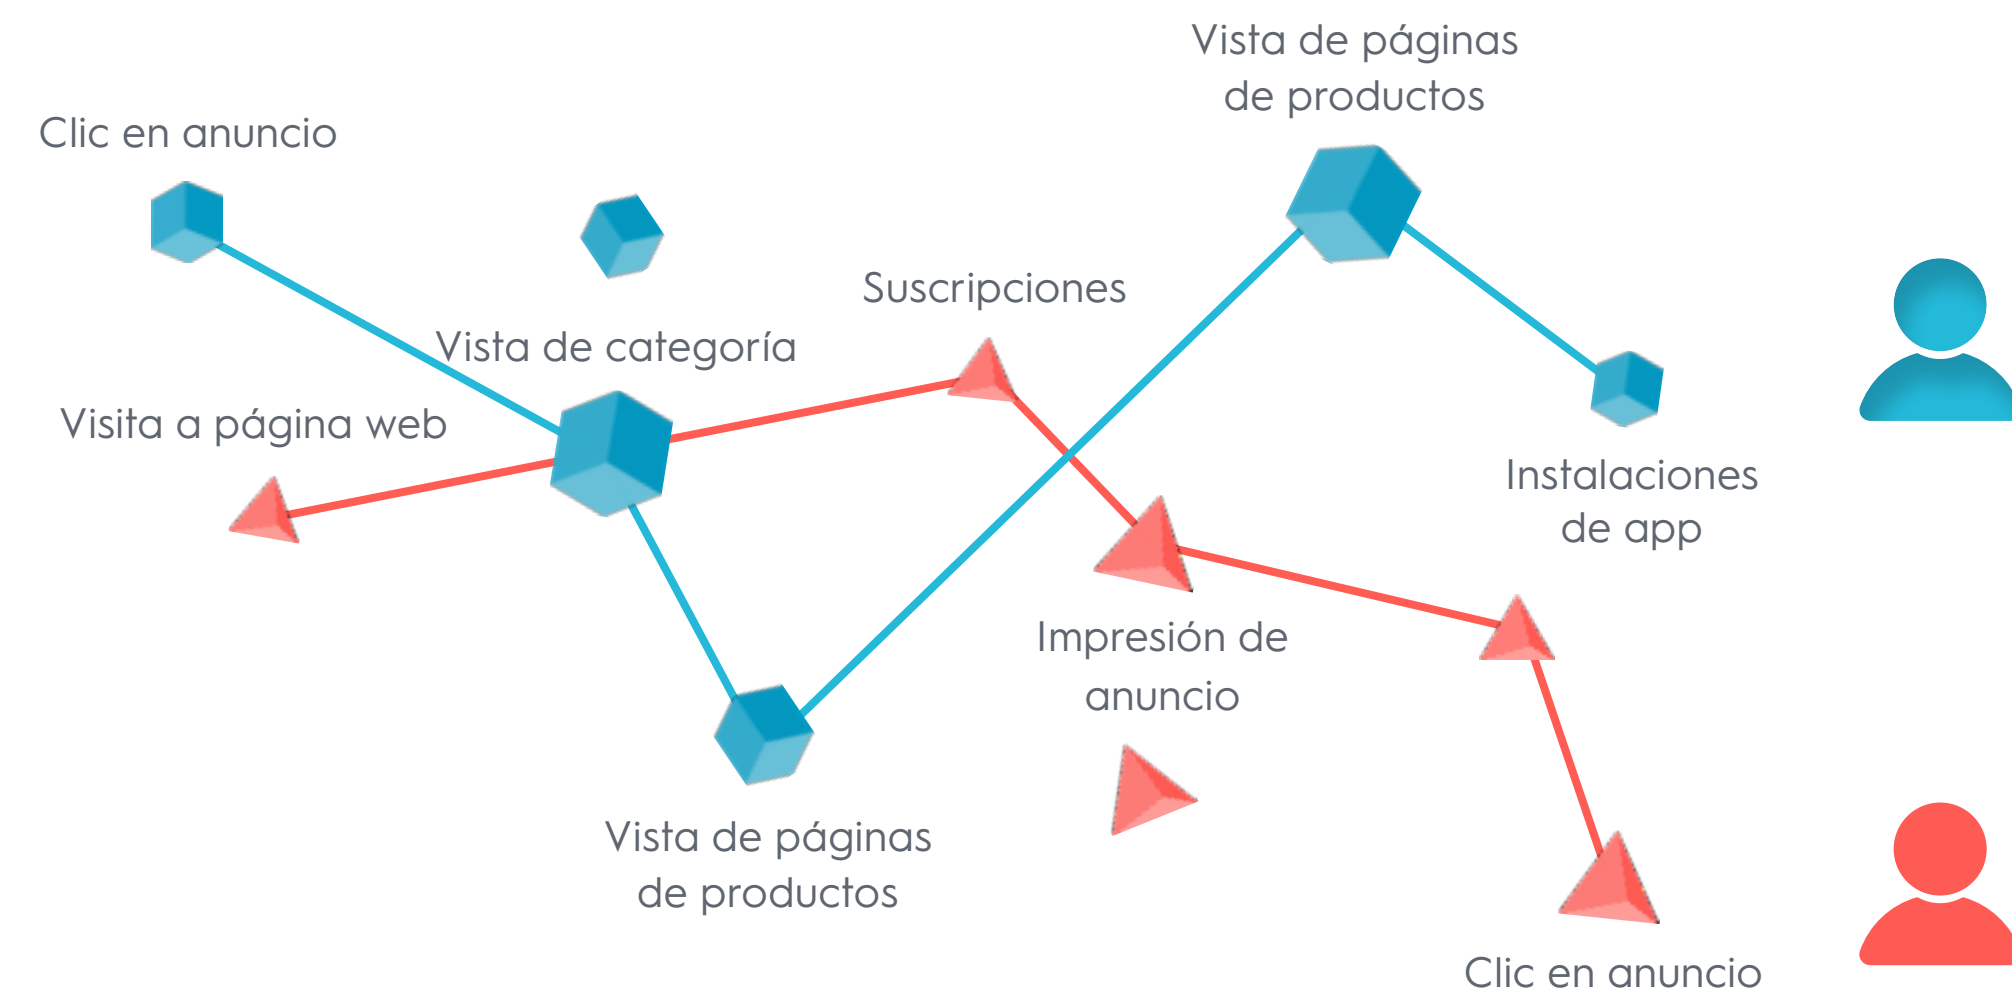 Vista de páginas
de productos
Clic en anuncio
Suscripciones
Vista de categoría
Visita a página web
Instalaciones
de app
Impresión de
anuncio
Vista de páginas
de productos
Clic en anuncio